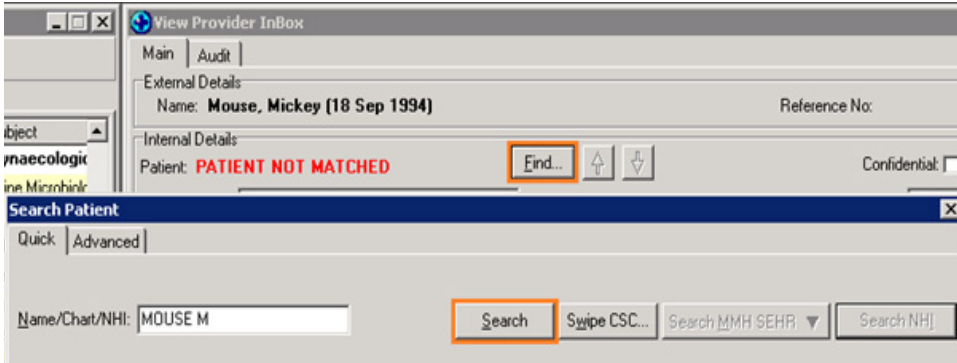 View Provider InBox
Main Audit
External Details
Name: Mouse, Mickey (18 Sep 1994) Reference No:
Internal Details
Patient: PATIENT NOT MATCHED Find... Confidential:
Search Patient
Quick Advanced
Name/Chart/NHI: MOUSE M Search Swipe CSC... Search MMH SEHR Search NHI